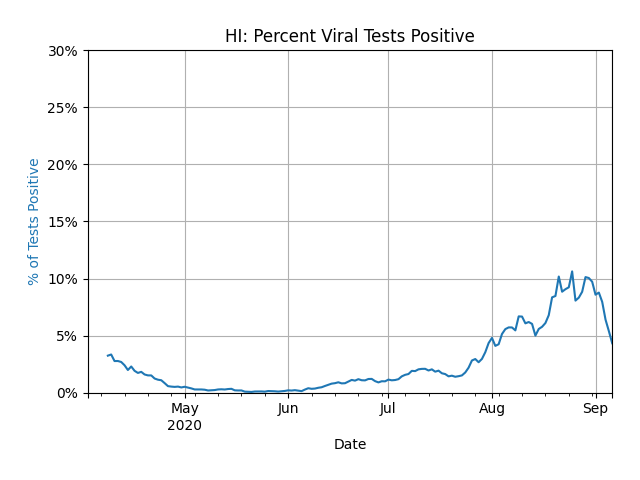 HI: Percent Viral Tests Positive
30%
25%
20%
15%
10%
5%
0%
% of Tests Positive
May
2020
Jun
Jul
Aug
Sep
Date